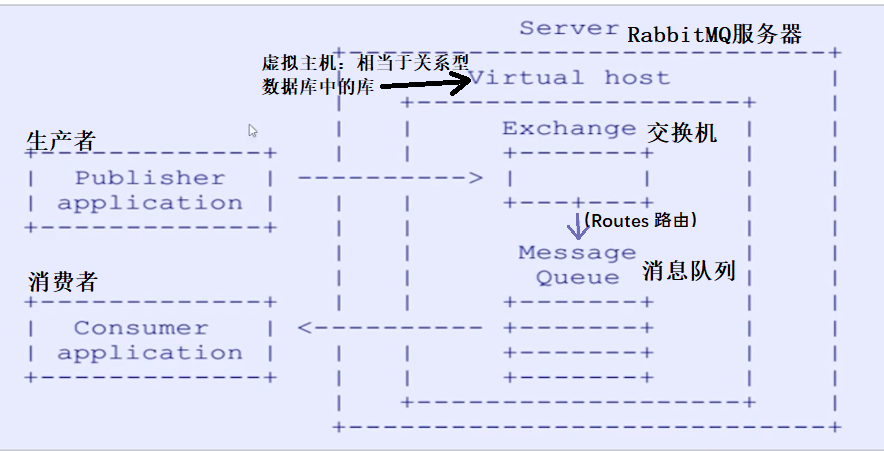 Server RabbitMQ服务器
虚拟主机：相当于关系型
数据库中的库
Virtual host
Exchange 交换机
生产者
Publisher
application
(Routes 路由)
Message
Queue
消息队列
消费者
Consumer
application